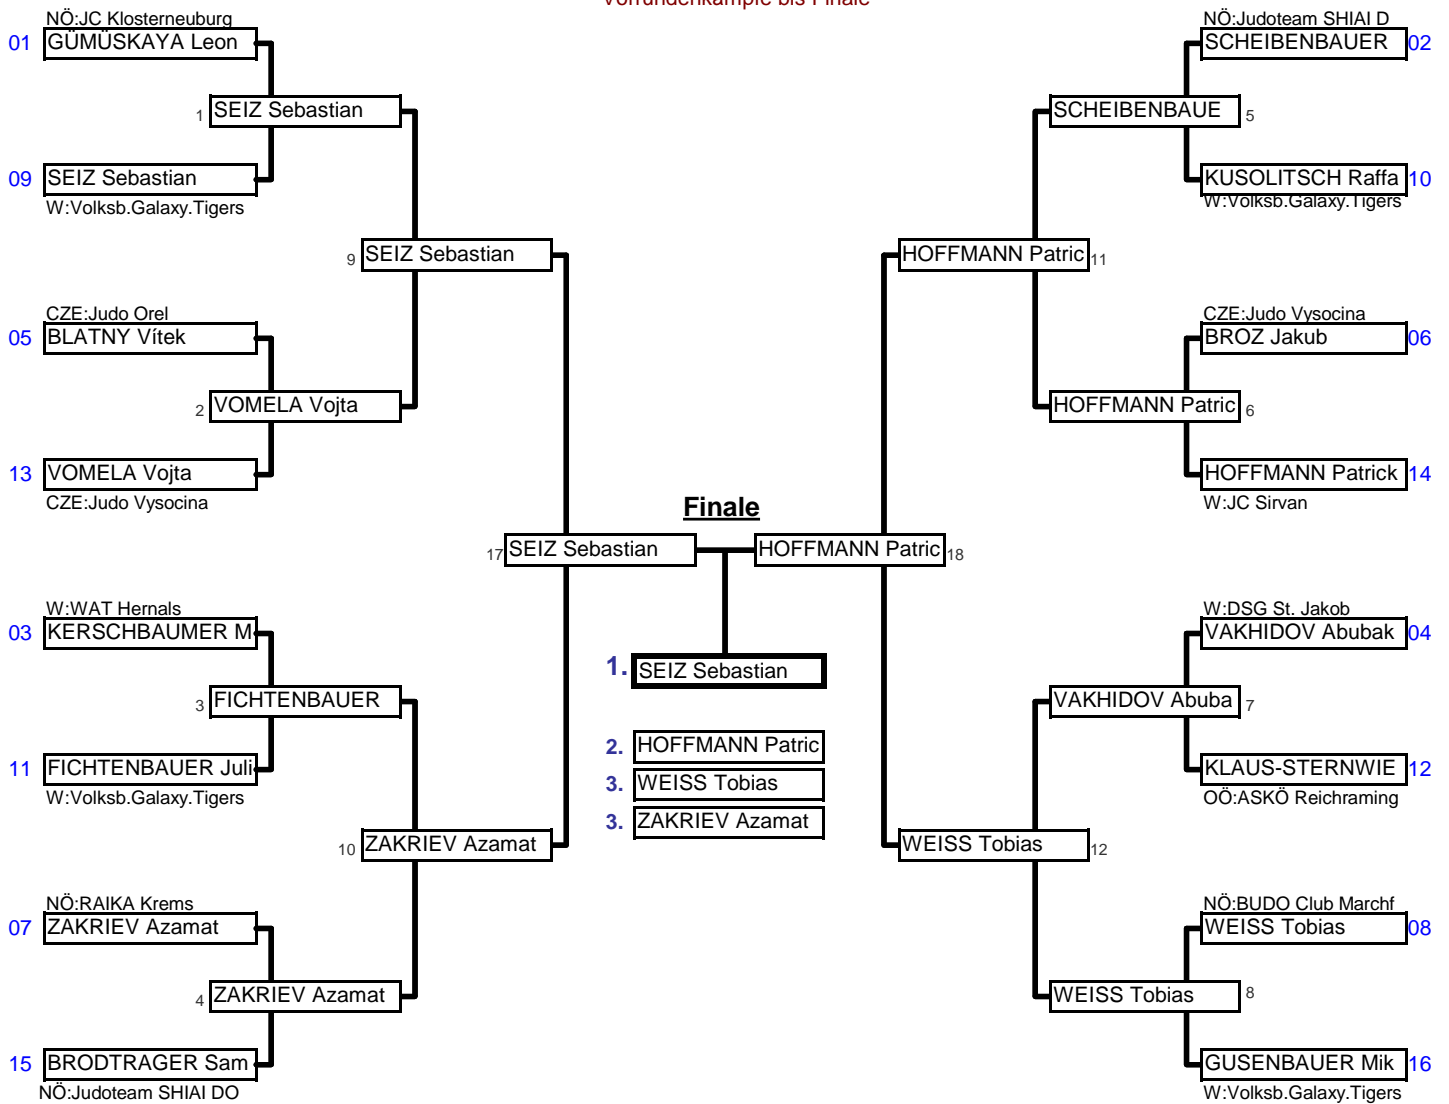 Vorrundenkämpfe bis Finale
NÖ:JC Klosterneuburg
01 GÜMÜSKAYA Leon
1 SEIZ Sebastian
09 SEIZ Sebastian
W:Volksb.Galaxy.Tigers
9 SEIZ Sebastian
CZE:Judo Orel
05 BLATNY Vítek
2 VOMELA Vojta
13 VOMELA Vojta
CZE:Judo Vysocina
17 SEIZ Sebastian
W:WAT Hernals
03 KERSCHBAUMER M
3 FICHTENBAUER
11 FICHTENBAUER Juli
W:Volksb.Galaxy.Tigers
10 ZAKRIEV Azamat
NÖ:RAIKA Krems
07 ZAKRIEV Azamat
4 ZAKRIEV Azamat
15 BRODTRAGER Sam
NÖ:Judoteam SHIAI DO
Finale
1. SEIZ Sebastian
2. HOFFMANN Patric
3. WEISS Tobias
3. ZAKRIEV Azamat
NÖ:Judoteam SHIAI D
SCHEIBENBAUER 02
SCHEIBENBAUE 5
KUSOLITSCH Raffa 10
W:Volksb.Galaxy.Tigers
HOFFMANN Patric 11
CZE:Judo Vysocina
BROZ Jakub 06
HOFFMANN Patric 6
HOFFMANN Patrick 14
W:JC Sirvan
HOFFMANN Patric 18
W:DSG St. Jakob
VAKHIDOV Abubak 04
VAKHIDOV Abuba 7
KLAUS-STERNWIE 12
OÖ:ASKÖ Reichraming
WEISS Tobias 12
NÖ:BUDO Club Marchf
WEISS Tobias 08
WEISS Tobias 8
GUSENBAUER Mik 16
W:Volksb.Galaxy.Tigers